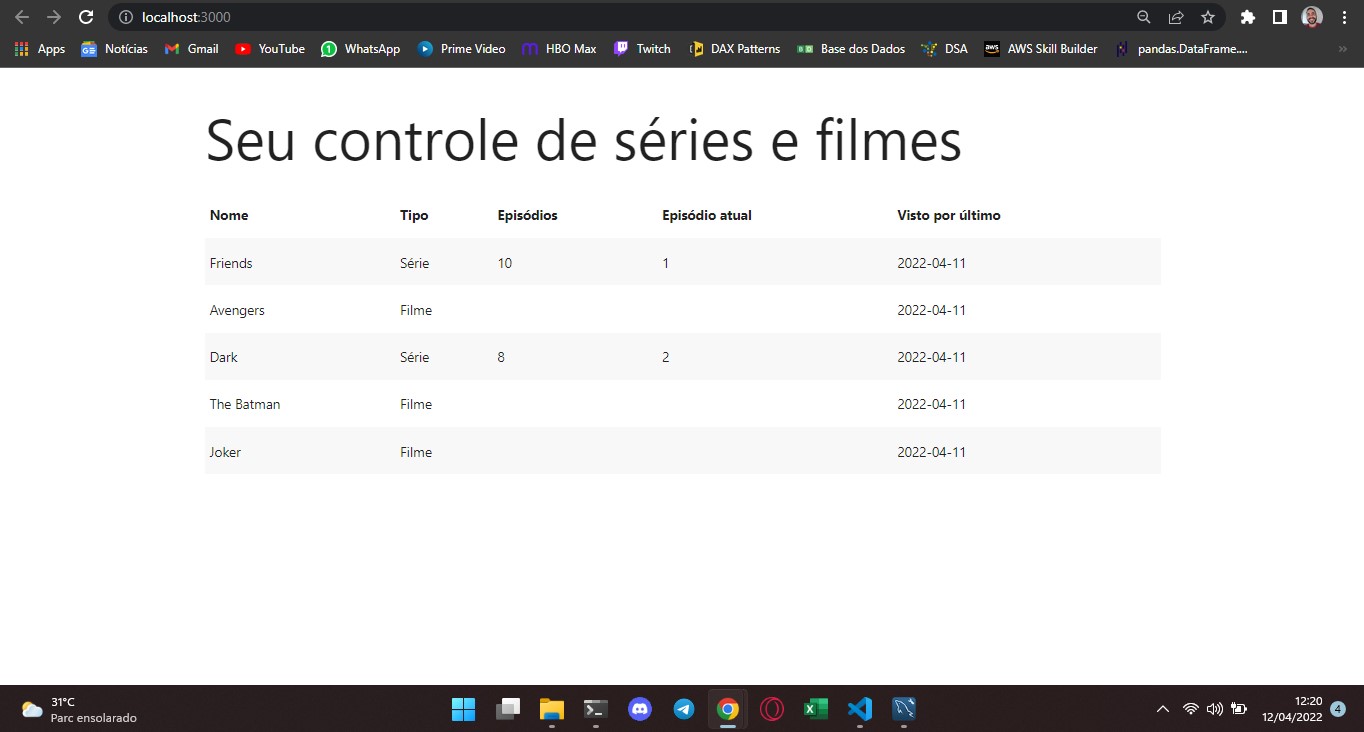 localhost:3000
Apps Notícias Gmail YouTube WhatsApp Prime Video HBO Max Twitch DAX Patterns Base dos Dados DSA AWS Skill Builder pandas.DataFrame.... »
Seu controle de séries e filmes
Nome Tipo Episódios Episódio atual Visto por último
Friends Série 10 1 2022-04-11
Avengers Filme 2022-04-11
Dark Série 8 2 2022-04-11
The Batman Filme 2022-04-11
Joker Filme 2022-04-11
31°C
Parc ensolarado
12:20
12/04/2022 4